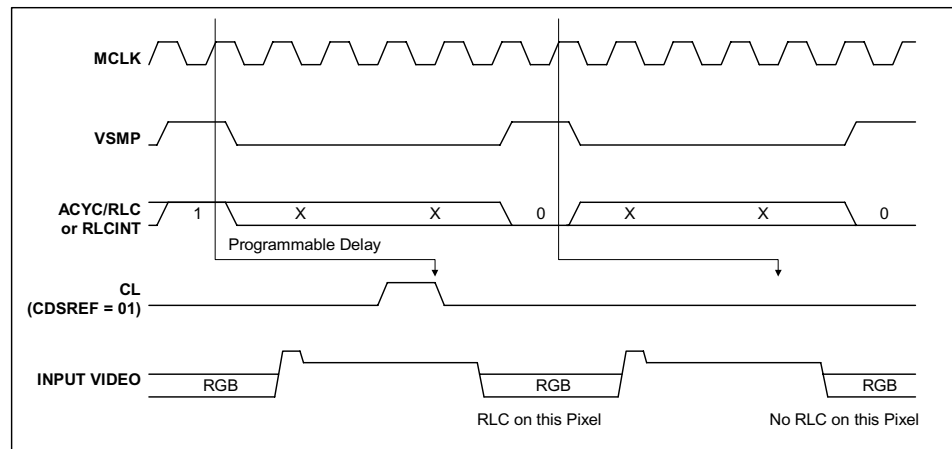 MCLK
VSMP
ACYC/RLC
or RLCINT
1 X X 0 X X 0
Programmable Delay
CL
(CDSREF = 01)
INPUT VIDEO
RGB RGB RGB
RLC on this Pixel No RLC on this Pixel